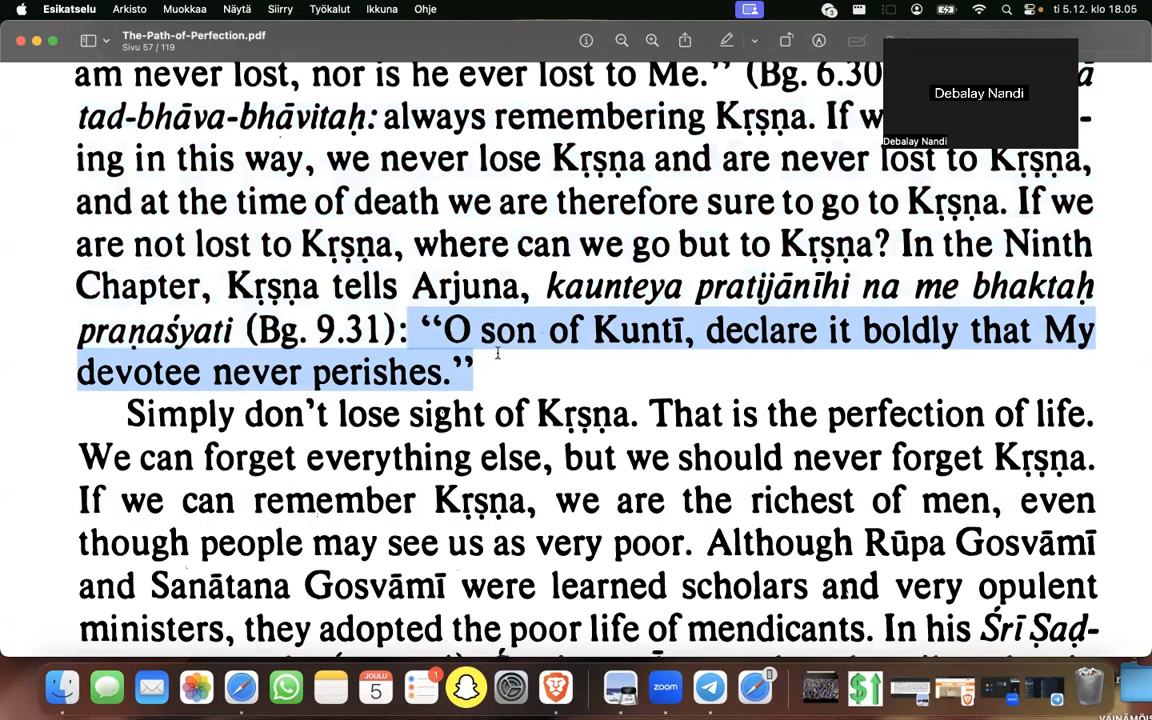 Esikatselu Arkisto Muokkaa Näytä Siirry Työkalut Ikkuna Ohje 3 ti 5.12. klo 18.05
The-Path-of-Perfection.pdf
Sivu 57 / 119
Debalay Nandi
Debalay Nandi
am never lost, nor is he ever lost to Me.” (Bg. 6.30 ā
tad-bhāva-bhāvitaḥ: always remembering Kṛṣṇa. If w -
ing in this way, we never lose Kṛṣṇa and are never lost to Kṛṣṇa,
and at the time of death we are therefore sure to go to Kṛṣṇa. If we
are not lost to Kṛṣṇa, where can we go but to Kṛṣṇa? In the Ninth
Chapter, Kṛṣṇa tells Arjuna, kaunteya pratijānīhi na me bhaktaḥ
praṇaśyati (Bg. 9.31): “O son of Kuntī, declare it boldly that My
devotee never perishes.”
Simply don’t lose sight of Kṛṣṇa. That is the perfection of life.
We can forget everything else, but we should never forget Kṛṣṇa.
If we can remember Kṛṣṇa, we are the richest of men, even
though people may see us as very poor. Although Rūpa Gosvāmī
and Sanātana Gosvāmī were learned scholars and very opulent
ministers, they adopted the poor life of mendicants. In his Śrī Ṣaḍ-
JOULU
5
1
zoom
VÄINÄMÖIS